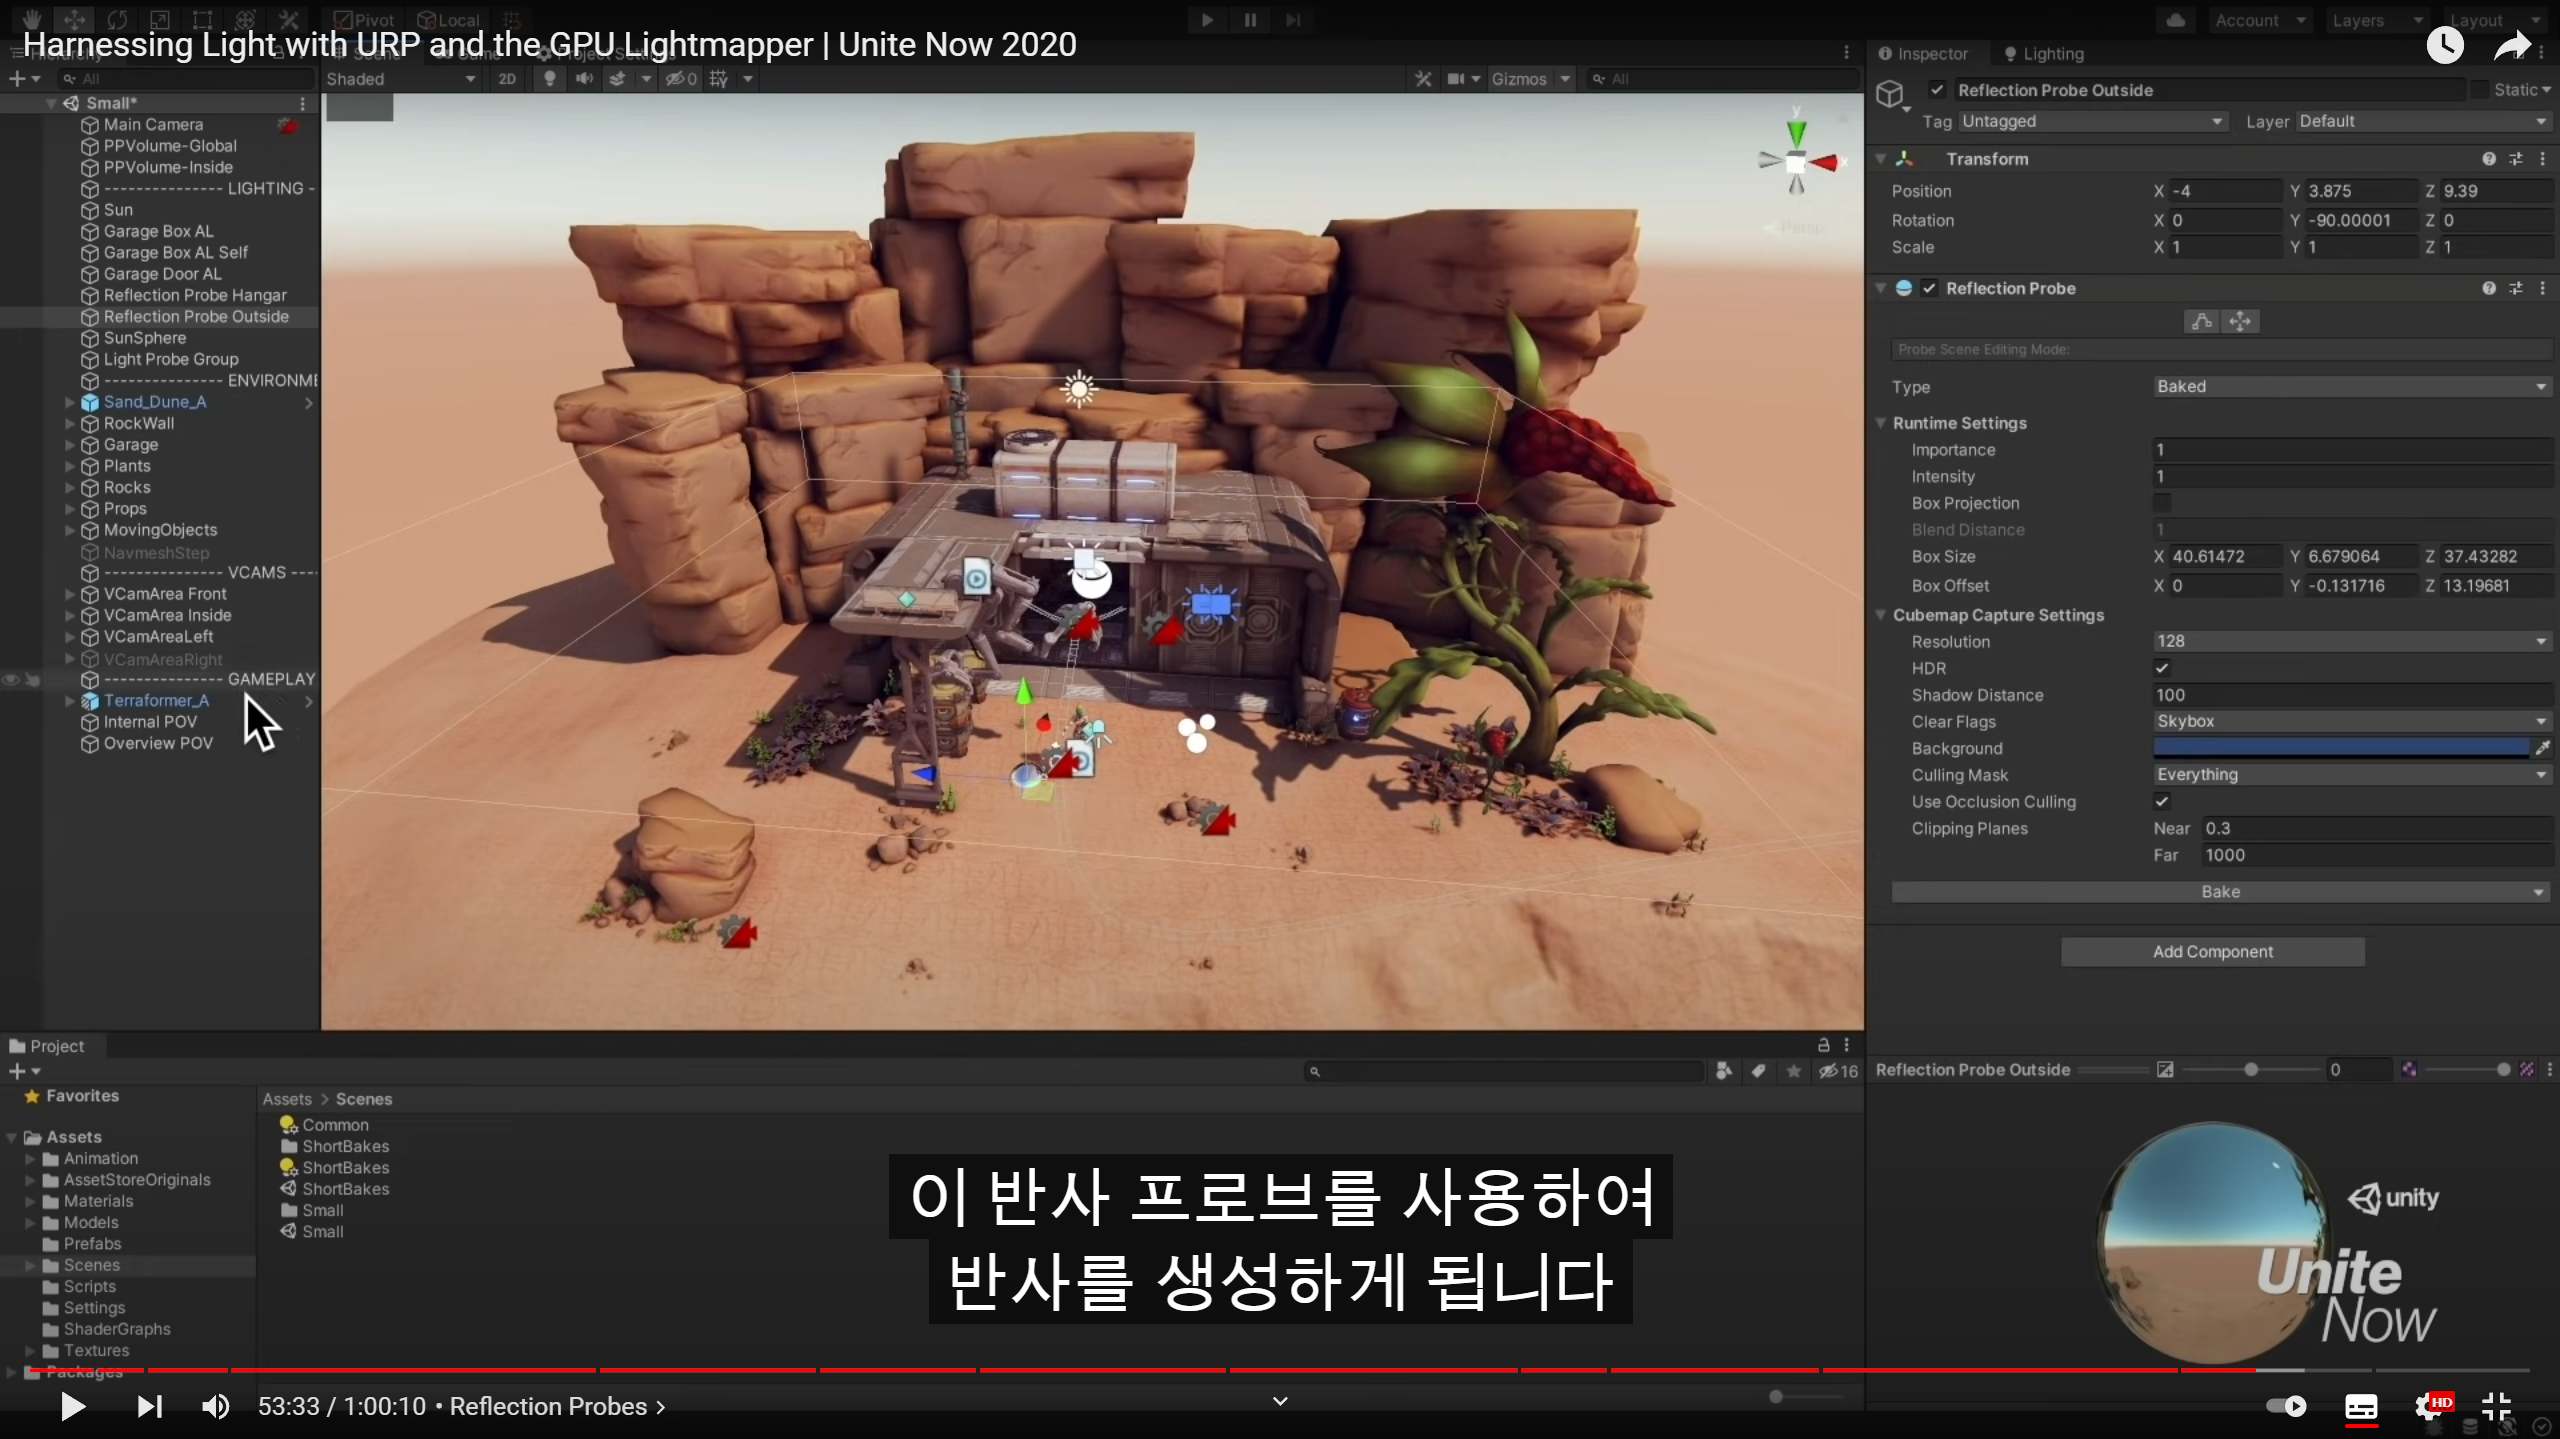 Pivot
Local
Account
Layers
Layout
Harnessing Light with URP and the GPU Lightmapper | Unite Now 2020
Inspector
Lighting
All
Shaded
2D
0
Gizmos
All
Small*
Main Camera
PPVolume-Global
PPVolume-Inside
--------------- LIGHTING -
Sun
Garage Box AL
Garage Box AL Self
Garage Door AL
Reflection Probe Hangar
Reflection Probe Outside
SunSphere
Light Probe Group
--------------- ENVIRONME
Sand_Dune_A
RockWall
Garage
Plants
Rocks
Props
MovingObjects
NavmeshStep
--------------- VCAMS ----
VCamArea Front
VCamArea Inside
VCamAreaLeft
VCamAreaRight
--------------- GAMEPLAY
Terraformer_A
Internal POV
Overview POV
y
x
Persp
Reflection Probe Outside
Static
Tag Untagged Layer Default
Transform
Position X -4 Y 3.875 Z 9.39
Rotation X 0 Y -90.00001 Z 0
Scale X 1 Y 1 Z 1
Reflection Probe
Probe Scene Editing Mode:
Type Baked
Runtime Settings
Importance 1
Intensity 1
Box Projection
Blend Distance 1
Box Size X 40.61472 Y 6.679064 Z 37.43282
Box Offset X 0 Y -0.131716 Z 13.19681
Cubemap Capture Settings
Resolution 128
HDR
Shadow Distance 100
Clear Flags Skybox
Background
Culling Mask Everything
Use Occlusion Culling
Clipping Planes Near 0.3
Far 1000
Bake
Add Component
Project
16
Favorites
Assets
Animation
AssetStoreOriginals
Materials
Models
Prefabs
Scenes
Scripts
Settings
ShaderGraphs
Textures
Packages
Assets > Scenes
Common
ShortBakes
ShortBakes
ShortBakes
Small
Small
Reflection Probe Outside 0
unity
Unite
Now
이 반사 프로브를 사용하여
반사를 생성하게 됩니다
53:33 / 1:00:10 • Reflection Probes >
HD